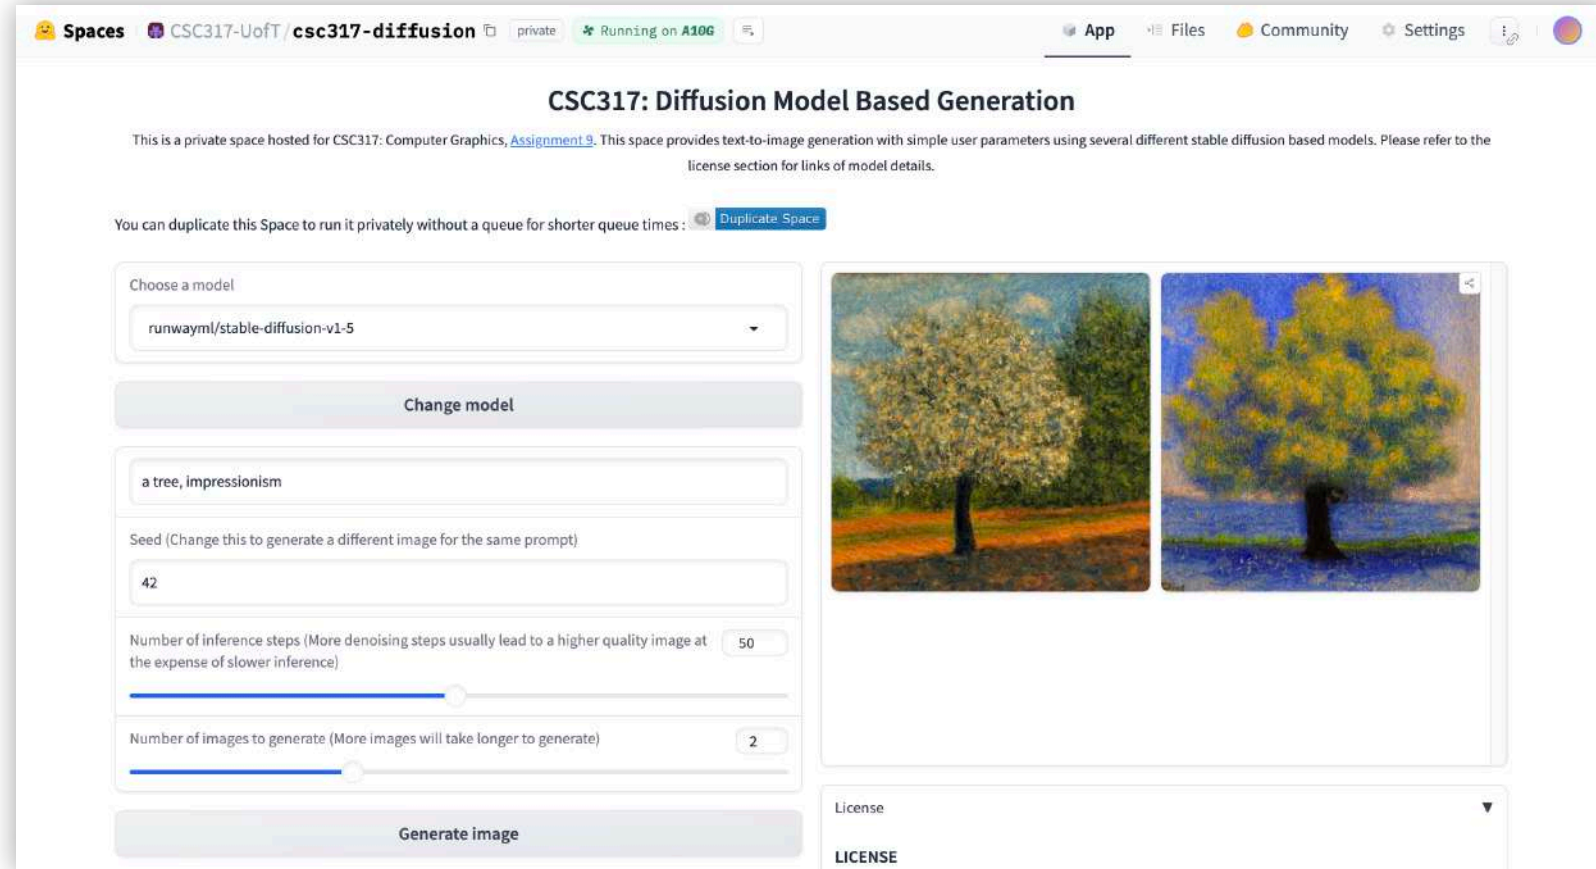 Spaces CSC317-UofT/csc317-diffusion private Running on A10G App Files Community Settings
CSC317: Diffusion Model Based Generation
This is a private space hosted for CSC317: Computer Graphics, Assignment 9. This space provides text-to-image generation with simple user parameters using several different stable diffusion based models. Please refer to the
license section for links of model details.
You can duplicate this Space to run it privately without a queue for shorter queue times : Duplicate Space
Choose a model
runwayml/stable-diffusion-v1-5
Change model
a tree, impressionism
Seed (Change this to generate a different image for the same prompt)
42
Number of inference steps (More denoising steps usually lead to a higher quality image at
the expense of slower inference)
50
Number of images to generate (More images will take longer to generate)
2
Generate image
License
LICENSE